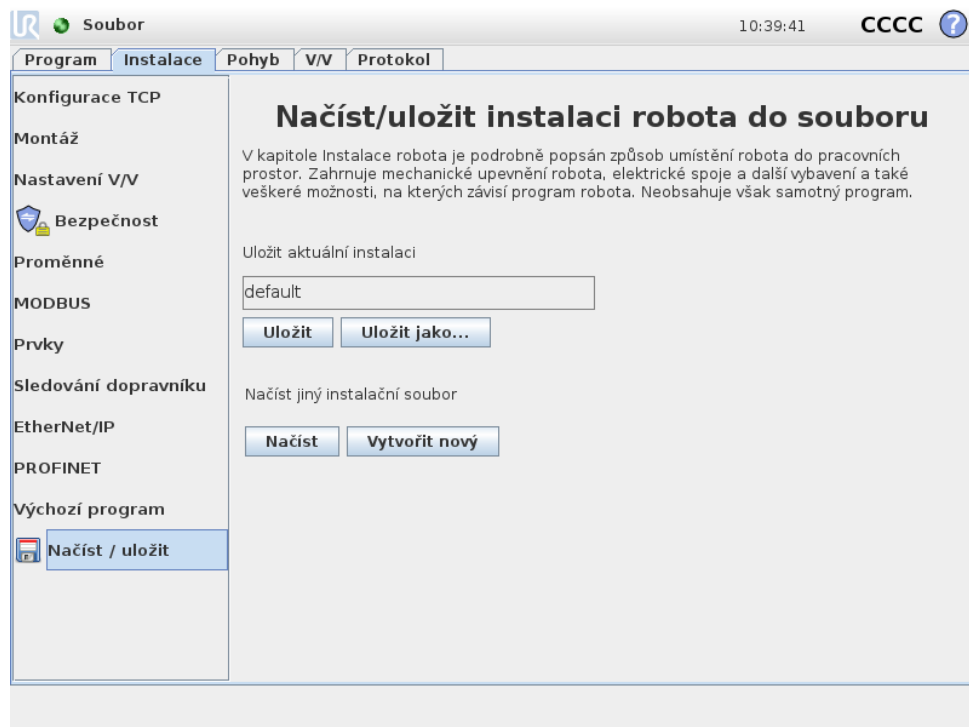 UR Soubor 10:39:41 CCCC ?
Program Instalace Pohyb V/V Protokol
Konfigurace TCP
Montáž
Nastavení V/V
Bezpečnost
Proměnné
MODBUS
Prvky
Sledování dopravníku
EtherNet/IP
PROFINET
Výchozí program
Načíst / uložit
Načíst/uložit instalaci robota do souboru
V kapitole Instalace robota je podrobně popsán způsob umístění robota do pracovních
prostor. Zahrnuje mechanické upevnění robota, elektrické spoje a další vybavení a také
veškeré možnosti, na kterých závisí program robota. Neobsahuje však samotný program.
Uložit aktuální instalaci
default
Uložit Uložit jako...
Načíst jiný instalační soubor
Načíst Vytvořit nový